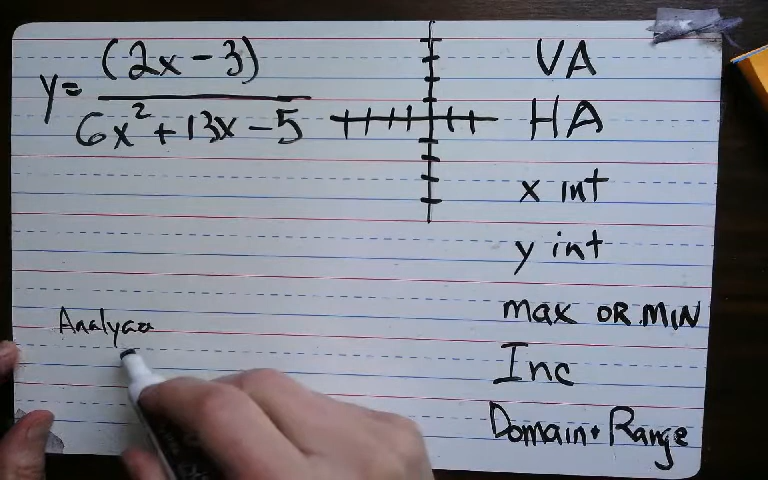 y = (2x - 3) / 6x² + 13x - 5
VA
HA
x int
y int
max OR MIN
Inc
Domain + Range